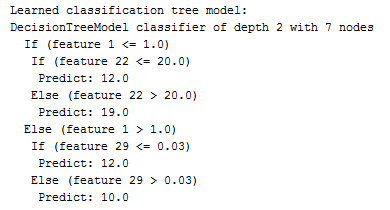 Learned classification tree model:
DecisionTreeModel classifier of depth 2 with 7 nodes
If (feature 1 <= 1.0)
If (feature 22 <= 20.0)
Predict: 12.0
Else (feature 22 > 20.0)
Predict: 19.0
Else (feature 1 > 1.0)
If (feature 29 <= 0.03)
Predict: 12.0
Else (feature 29 > 0.03)
Predict: 10.0